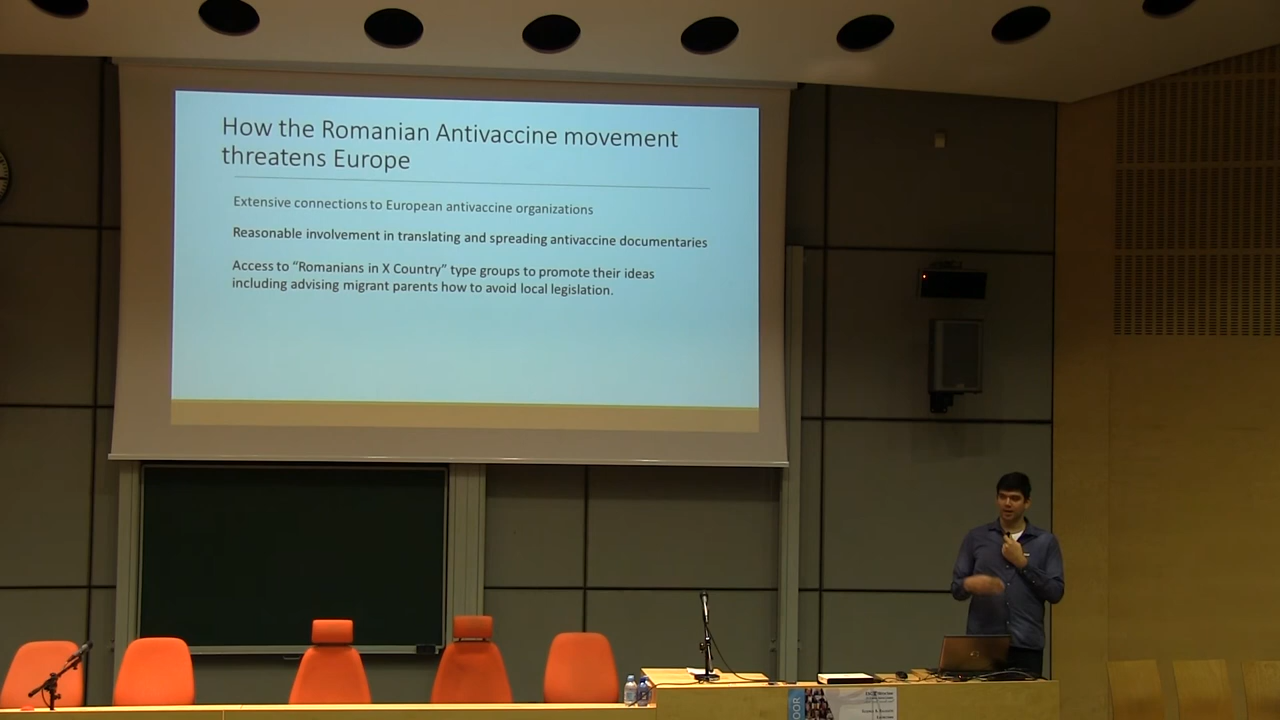 How the Romanian Antivaccine movement
threatens Europe
Extensive connections to European antivaccine organizations
Reasonable involvement in translating and spreading antivaccine documentaries
Access to “Romanians in X Country” type groups to promote their ideas
including advising migrant parents how to avoid local legislation.